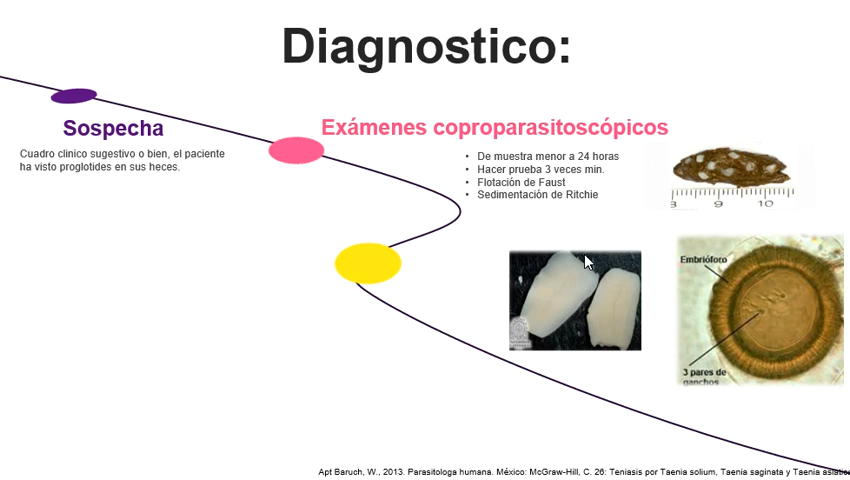 Diagnostico:
Sospecha
Cuadro clinico sugestivo o bien, el paciente
ha visto proglotides en sus heces.
Exámenes coproparasitoscópicos
• De muestra menor a 24 horas
• Hacer prueba 3 veces min.
• Flotación de Faust
• Sedimentación de Ritchie
8 9 10
Embrióforo
3 pares de
ganchos
Apt Baruch, W., 2013. Parasitologa humana. México: McGraw-Hill, C. 26: Teniasis por Taenia solium, Taenia saginata y Taenia asiatica